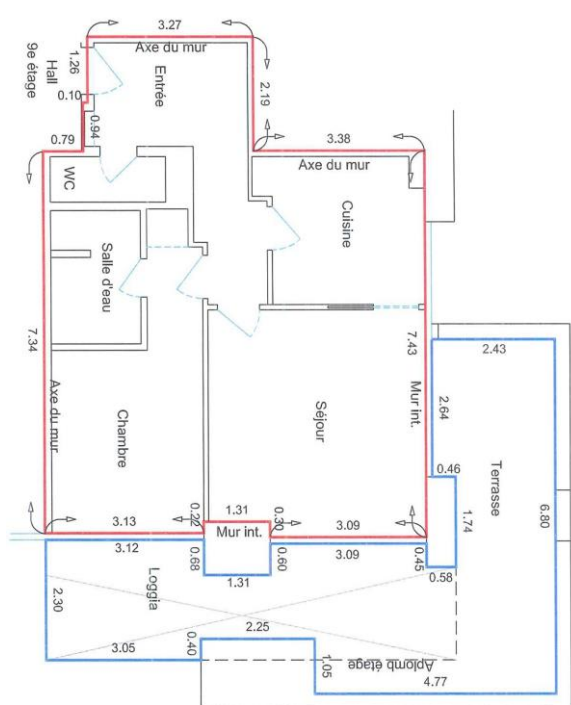 3.27
Axe du mur
1.26
Hall
9e étage
Entrée
2.19
0.10
0.94
0.79
3.38
Axe du mur
WC
Cuisine
Salle d'eau
2.43
7.34
7.43
2.64
Axe du mur
Mur int.
Séjour
Chambre
0.46
Terrasse
6.80
1.74
0.22
1.31
0.30
3.13
Mur int.
3.09
3.12
0.68
0.60
3.09
0.45
0.58
1.31
Loggia
2.30
2.25
3.05
0.40
1.05
Aplomb étage
4.77